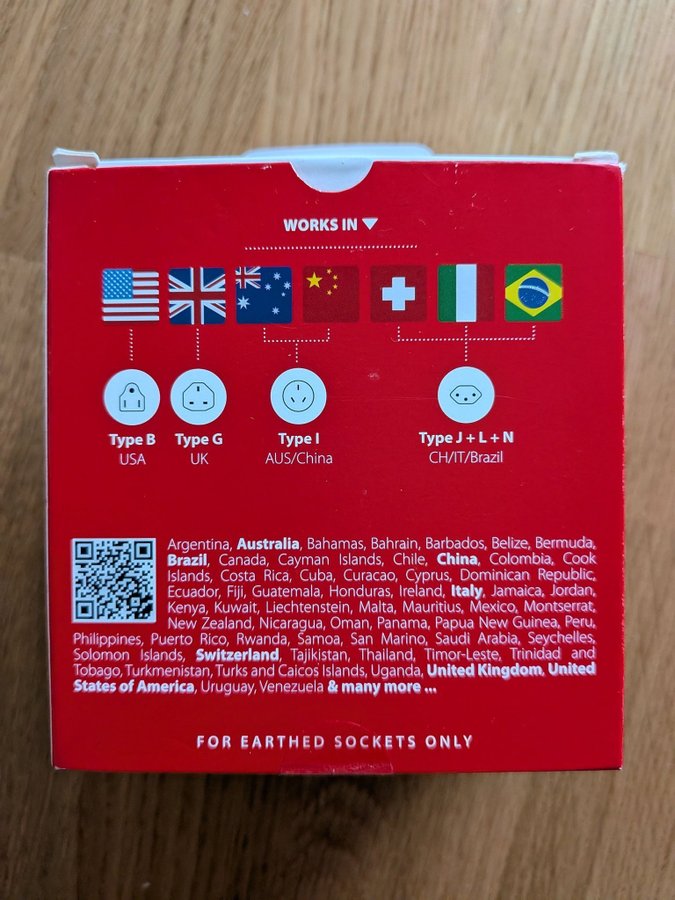 WORKS IN
Type B
USA
Type G
UK
Type I
AUS/China
Type J + L + N
CH/IT/Brazil
Argentina, Australia, Bahamas, Bahrain, Barbados, Belize, Bermuda,
Brazil, Canada, Cayman Islands, Chile, China, Colombia, Cook
Islands, Costa Rica, Cuba, Curacao, Cyprus, Dominican Republic,
Ecuador, Fiji, Guatemala, Honduras, Ireland, Italy, Jamaica, Jordan,
Kenya, Kuwait, Liechtenstein, Malta, Mauritius, Mexico, Montserrat,
New Zealand, Nicaragua, Oman, Panama, Papua New Guinea, Peru,
Philippines, Puerto Rico, Rwanda, Samoa, San Marino, Saudi Arabia, Seychelles,
Solomon Islands, Switzerland, Tajikistan, Thailand, Timor-Leste, Trinidad and
Tobago, Turkmenistan, Turks and Caicos Islands, Uganda, United Kingdom, United
States of America, Uruguay, Venezuela & many more ...
FOR EARTHED SOCKETS ONLY